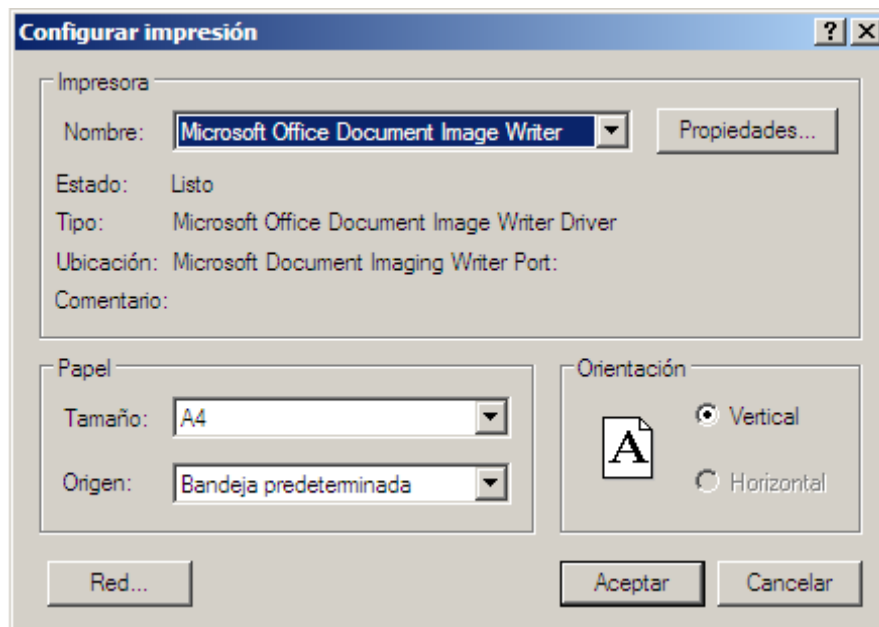 Configurar impresión
Impresora
Nombre: Microsoft Office Document Image Writer Propiedades...
Estado: Listo
Tipo: Microsoft Office Document Image Writer Driver
Ubicación: Microsoft Document Imaging Writer Port:
Comentario:
Papel
Tamaño: A4
Origen: Bandeja predeterminada
Orientación
A
Vertical
Horizontal
Red... Aceptar Cancelar